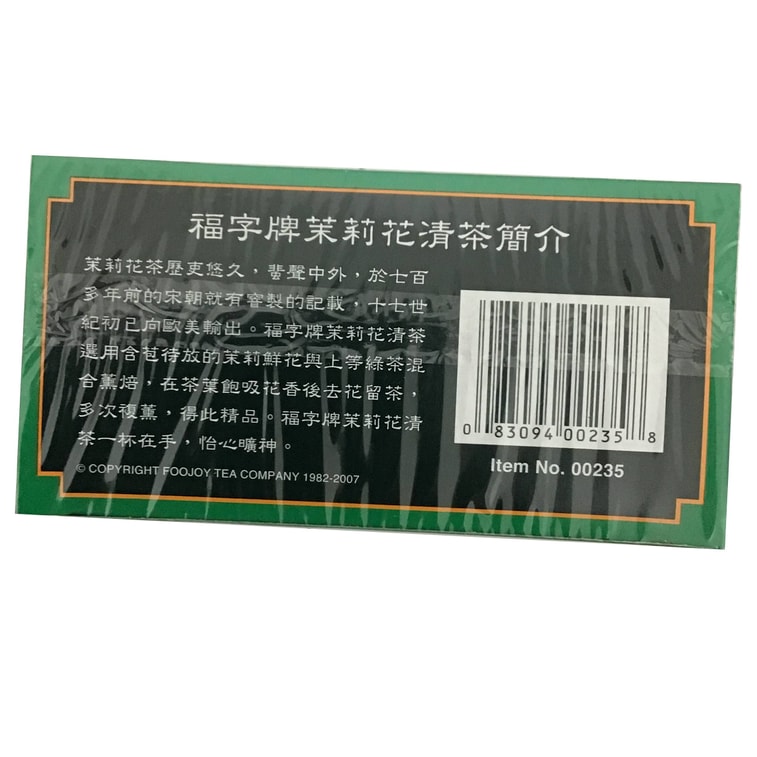 福字牌茉莉花清茶簡介
茉莉花茶歷吏悠久，蜚聲中外，於七百
多年前的宋朝就有窨製的記載，十七世
紀初已向歐美輸出。福字牌茉莉花清茶
選用含苞待放的茉莉鮮花與上等綠茶混
合薰焙，在茶葉飽吸花香後去花留茶，
多次複薰，得此精品。福字牌茉莉花清
茶一杯在手，怡心曠神。
© COPYRIGHT FOOJOY TEA COMPANY 1982-2007
0 83094 00235 8
Item No. 00235